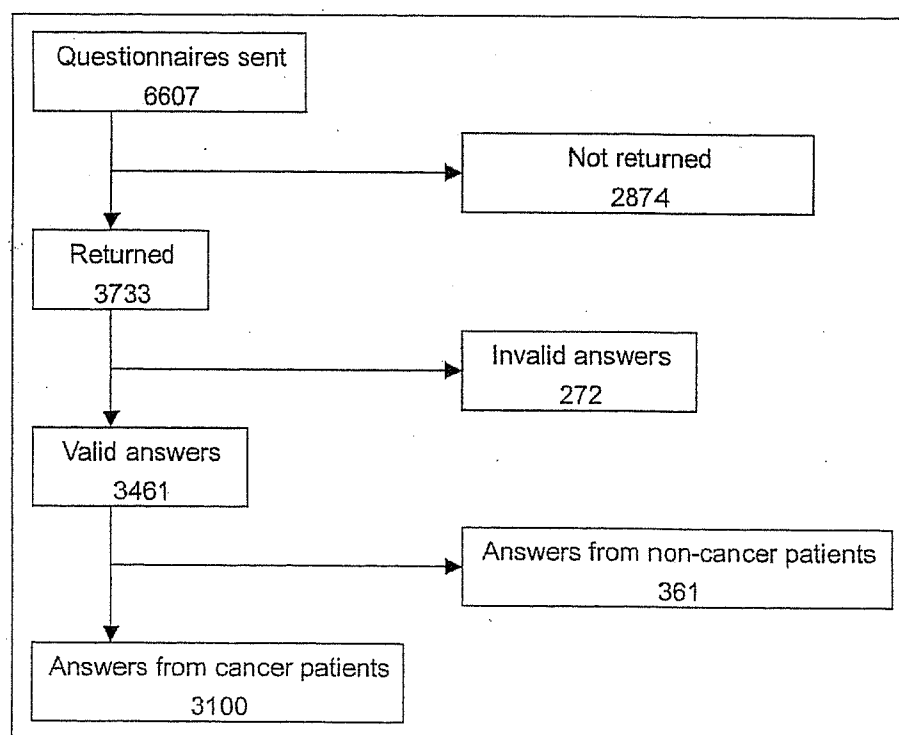 Questionnaires sent
6607
Not returned
2874
Returned
3733
Invalid answers
272
Valid answers
3461
Answers from non-cancer patients
361
Answers from cancer patients
3100